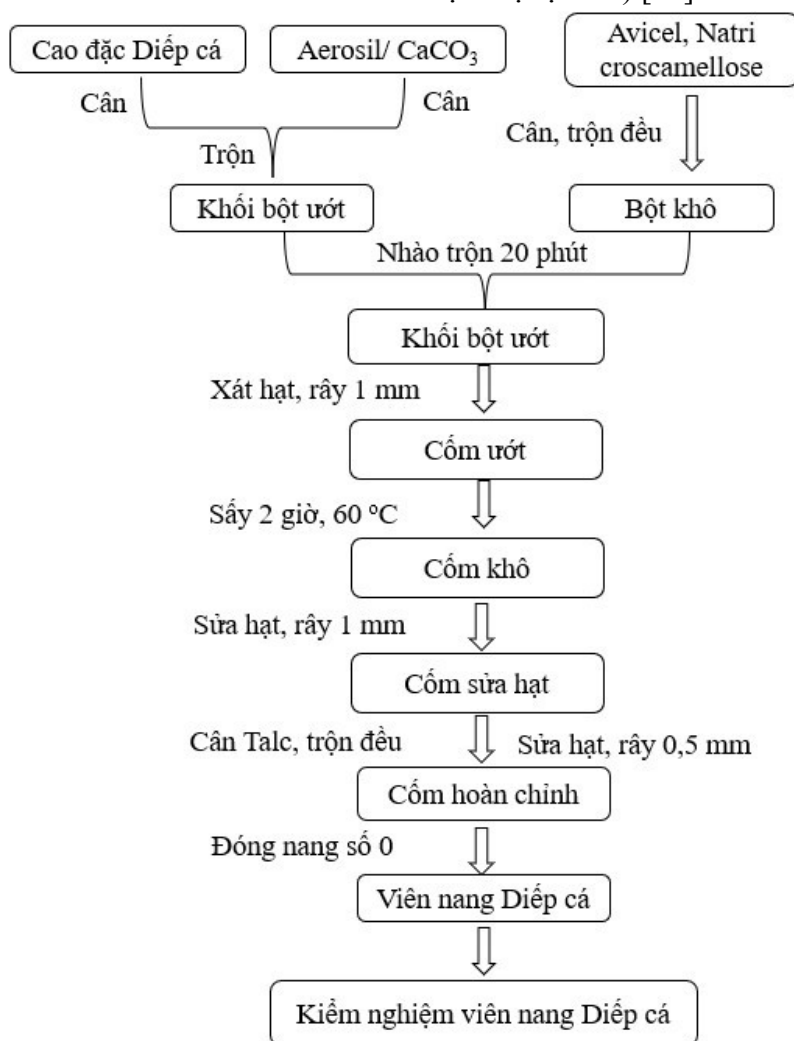 Cao đặc Diếp cá
Aerosil/ CaCO₃
Avicel, Natri
croscamellose
Cân
Cân
Cân, trộn đều
Trộn
Khối bột ướt
Bột khô
Nhào trộn 20 phút
Khối bột ướt
Xát hạt, rây 1 mm
Cốm ướt
Sấy 2 giờ, 60 °C
Cốm khô
Sửa hạt, rây 1 mm
Cốm sửa hạt
Cân Talc, trộn đều
Sửa hạt, rây 0,5 mm
Cốm hoàn chỉnh
Đóng nang số 0
Viên nang Diếp cá
Kiểm nghiệm viên nang Diếp cá